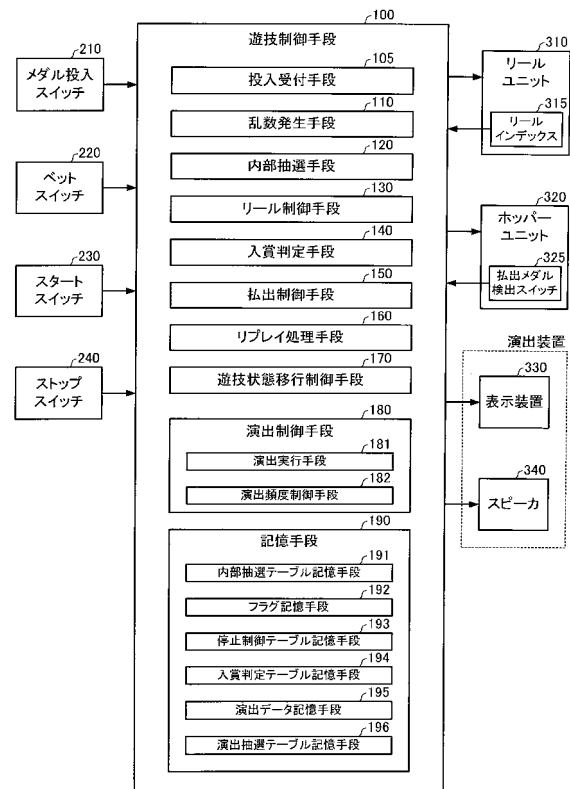 100
遊技制御手段
210
メダル投入
スイッチ
220
ベット
スイッチ
230
スタート
スイッチ
240
ストップ
スイッチ
105
投入受付手段
110
乱数発生手段
120
内部抽選手段
130
リール制御手段
140
入賞判定手段
150
払出制御手段
160
リプレイ処理手段
170
遊技状態移行制御手段
180
演出制御手段
181
演出実行手段
182
演出頻度制御手段
190
記憶手段
191
内部抽選テーブル記憶手段
192
フラグ記憶手段
193
停止制御テーブル記憶手段
194
入賞判定テーブル記憶手段
195
演出データ記憶手段
196
演出抽選テーブル記憶手段
310
リール
ユニット
315
リール
インデックス
320
ホッパー
ユニット
325
払出メダル
検出スイッチ
演出装置
330
表示装置
340
スピーカ